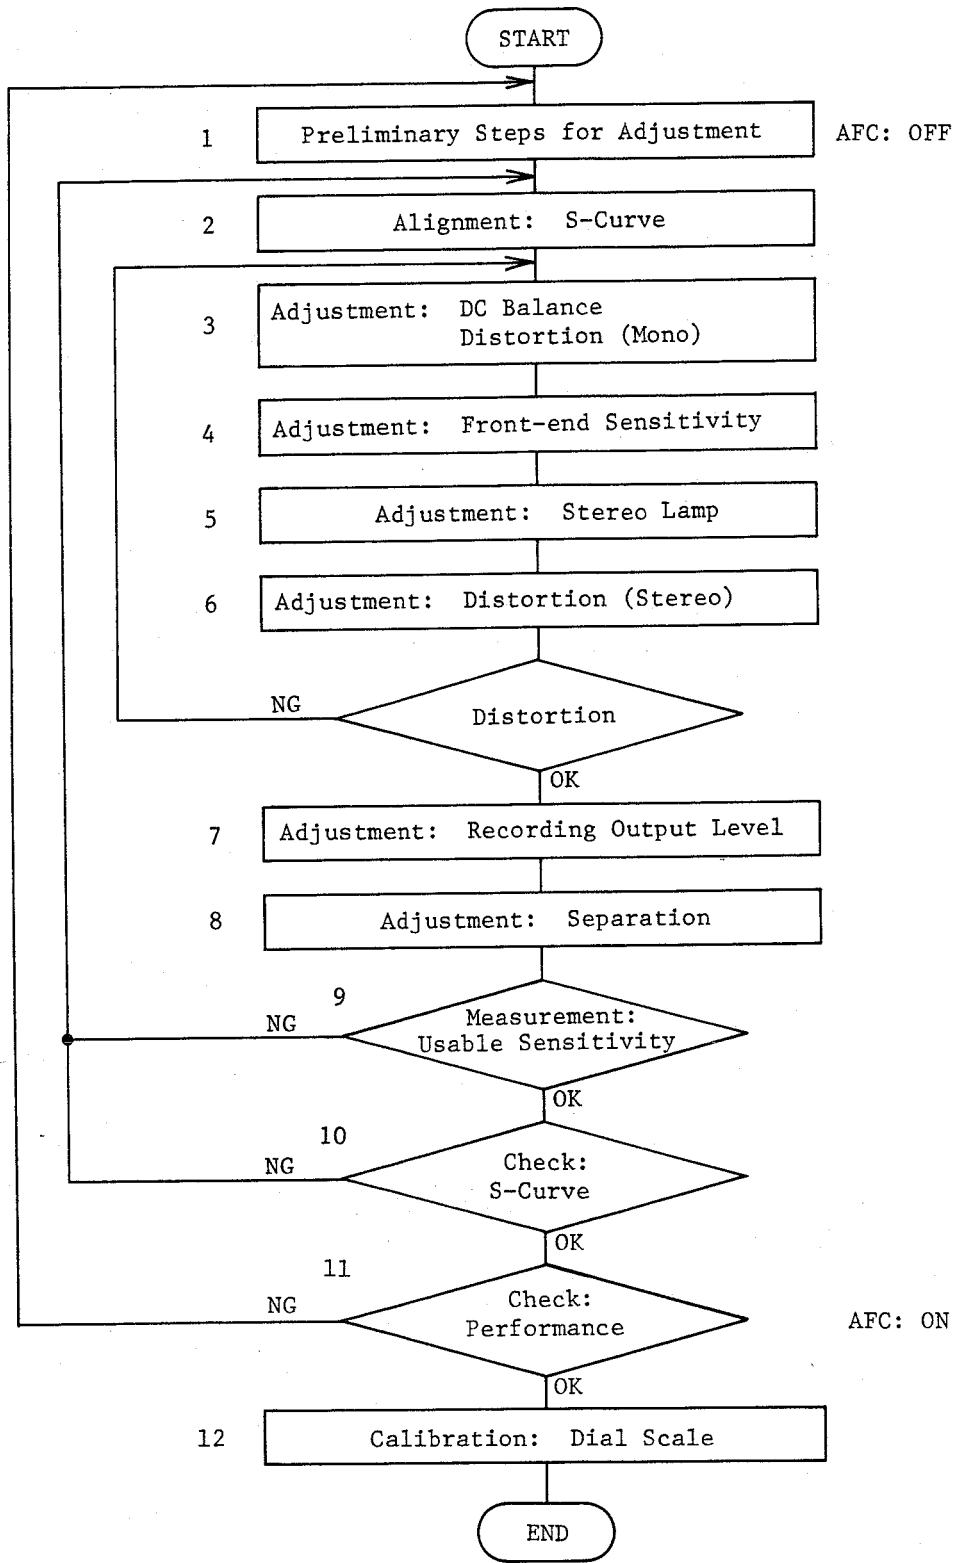 START
1 Preliminary Steps for Adjustment AFC: OFF
2 Alignment: S-Curve
3 Adjustment: DC Balance
Distortion (Mono)
4 Adjustment: Front-end Sensitivity
5 Adjustment: Stereo Lamp
6 Adjustment: Distortion (Stereo)
NG Distortion
OK
7 Adjustment: Recording Output Level
8 Adjustment: Separation
9
NG Measurement:
Usable Sensitivity
OK
10
NG Check:
S-Curve
OK
11
NG Check:
Performance AFC: ON
OK
12 Calibration: Dial Scale
END